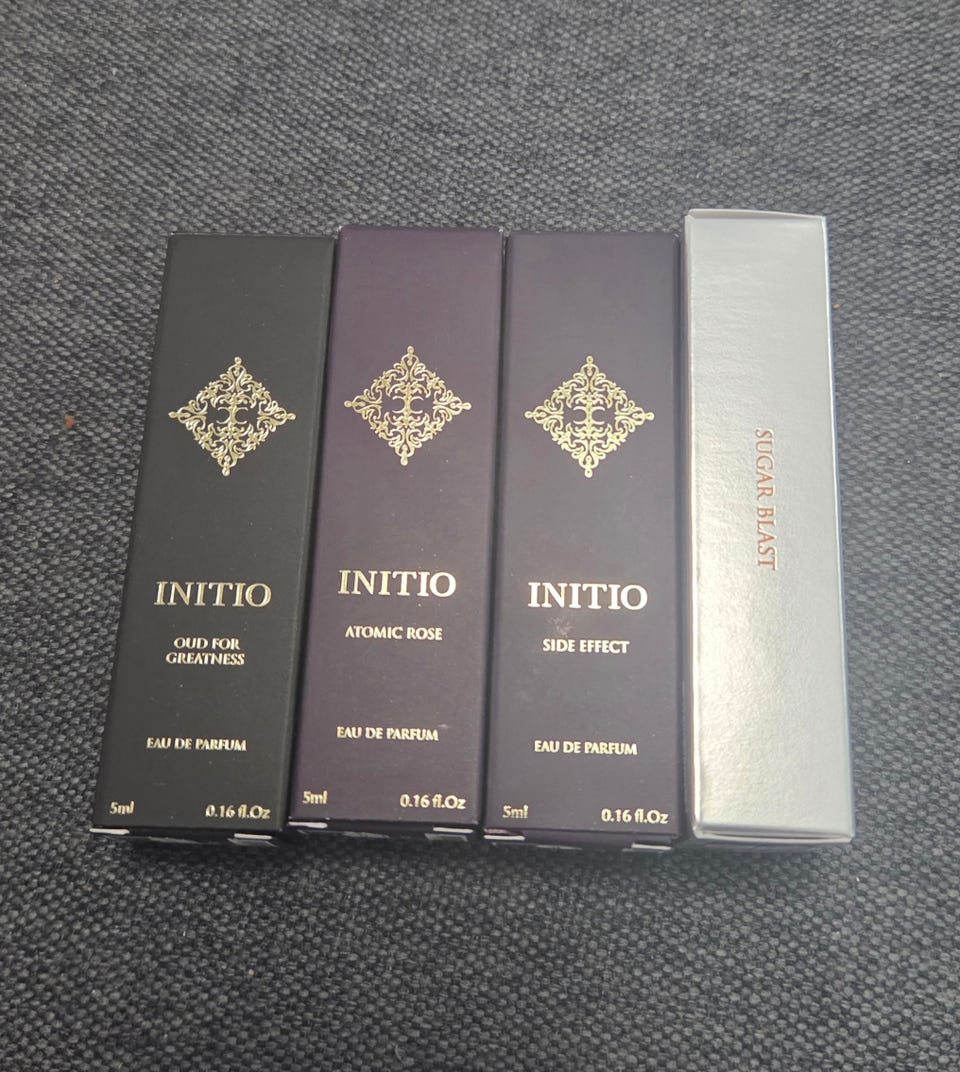 INITIO
OUD FOR
GREATNESS
EAU DE PARFUM
5ml 0.16 fl.Oz
INITIO
ATOMIC ROSE
EAU DE PARFUM
5ml 0.16 fl.Oz
INITIO
SIDE EFFECT
EAU DE PARFUM
5ml 0.16 fl.Oz
SUGAR BLAST